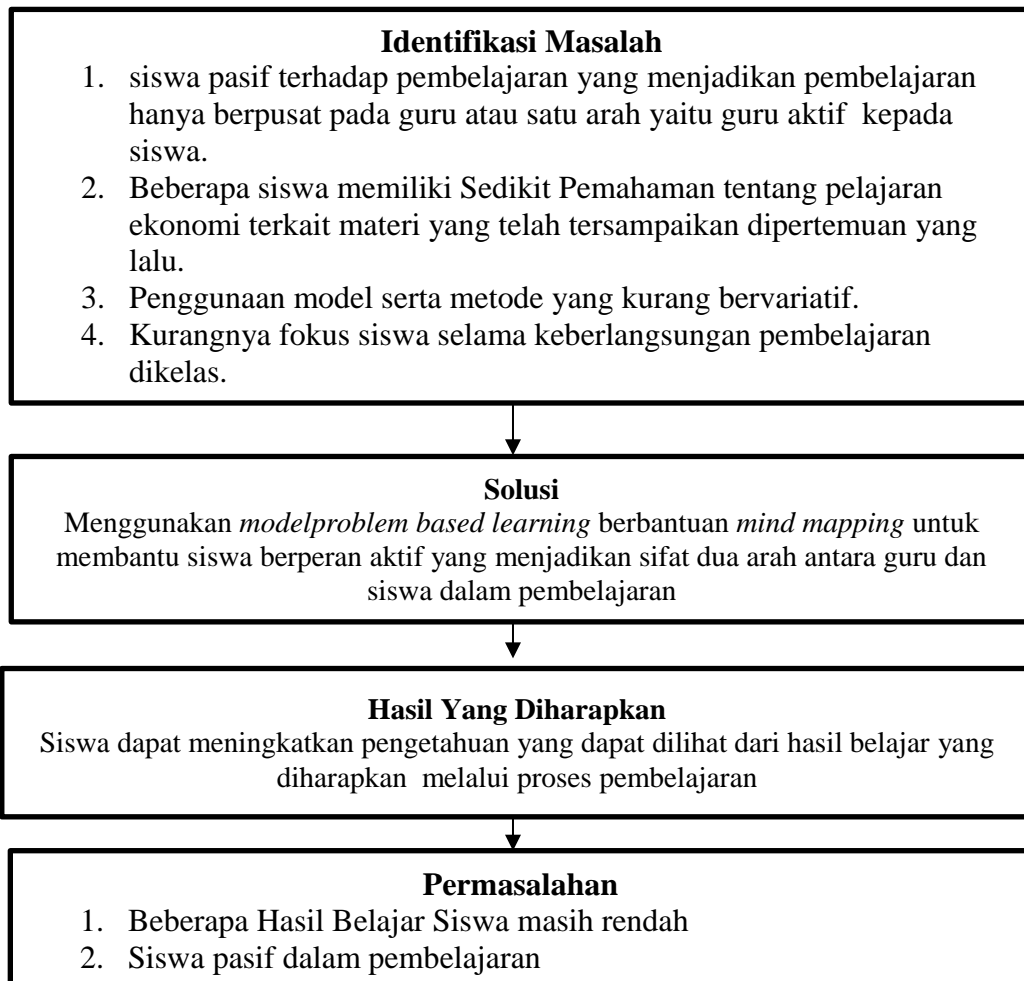 Identifikasi Masalah
1. siswa pasif terhadap pembelajaran yang menjadikan pembelajaran
hanya berpusat pada guru atau satu arah yaitu guru aktif kepada
siswa.
2. Beberapa siswa memiliki Sedikit Pemahaman tentang pelajaran
ekonomi terkait materi yang telah tersampaikan dipertemuan yang
lalu.
3. Penggunaan model serta metode yang kurang bervariatif.
4. Kurangnya fokus siswa selama keberlangsungan pembelajaran
dikelas.
Solusi
Menggunakan modelproblem based learning berbantuan mind mapping untuk
membantu siswa berperan aktif yang menjadikan sifat dua arah antara guru dan
siswa dalam pembelajaran
Hasil Yang Diharapkan
Siswa dapat meningkatkan pengetahuan yang dapat dilihat dari hasil belajar yang
diharapkan melalui proses pembelajaran
Permasalahan
1. Beberapa Hasil Belajar Siswa masih rendah
2. Siswa pasif dalam pembelajaran